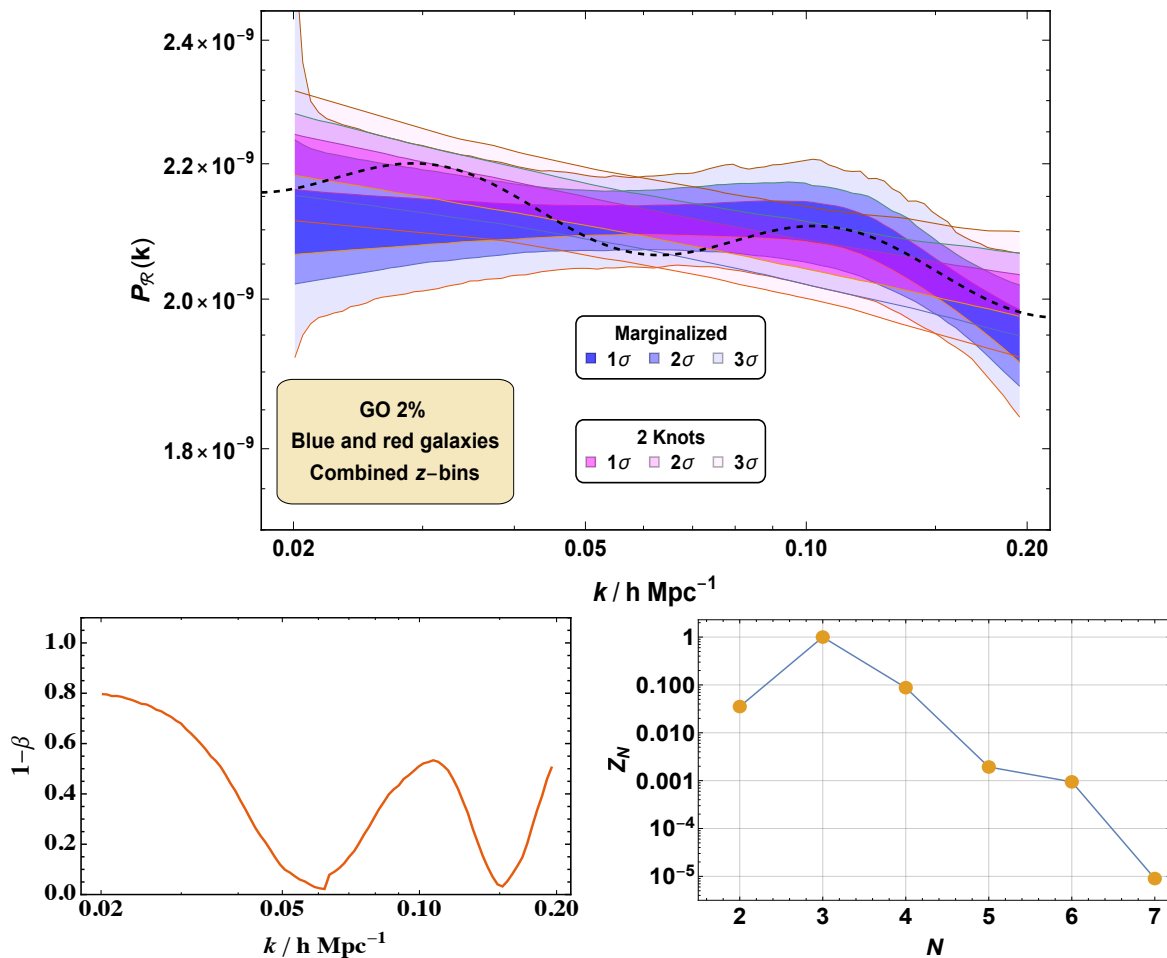 2.4×10⁻⁹
2.2×10⁻⁹
2.0×10⁻⁹
1.8×10⁻⁹
P_ℛ(k)
Marginalized
1σ 2σ 3σ
GO 2%
Blue and red galaxies
Combined z-bins
2 Knots
1σ 2σ 3σ
0.02 0.05 0.10 0.20
k / h Mpc⁻¹
1.0
0.8
0.6
0.4
0.2
0.0
1-β
0.02 0.05 0.10 0.20
k / h Mpc⁻¹
1
0.100
0.010
0.001
10⁻⁴
10⁻⁵
Z_N
2 3 4 5 6 7
N